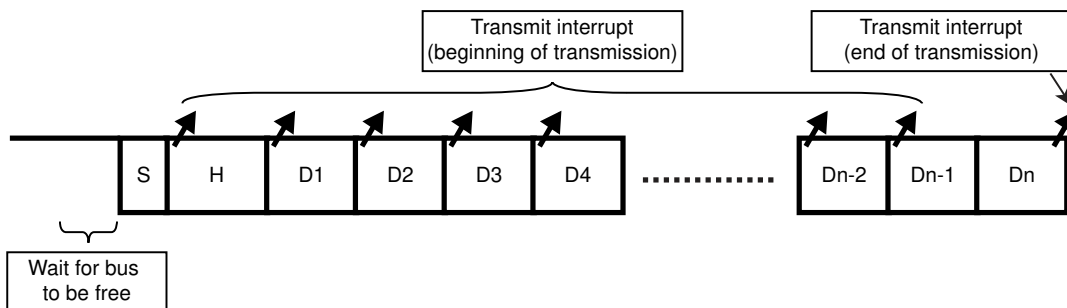 Transmit interrupt
(beginning of transmission)
Transmit interrupt
(end of transmission)
S H D1 D2 D3 D4 Dn-2 Dn-1 Dn
Wait for bus
to be free